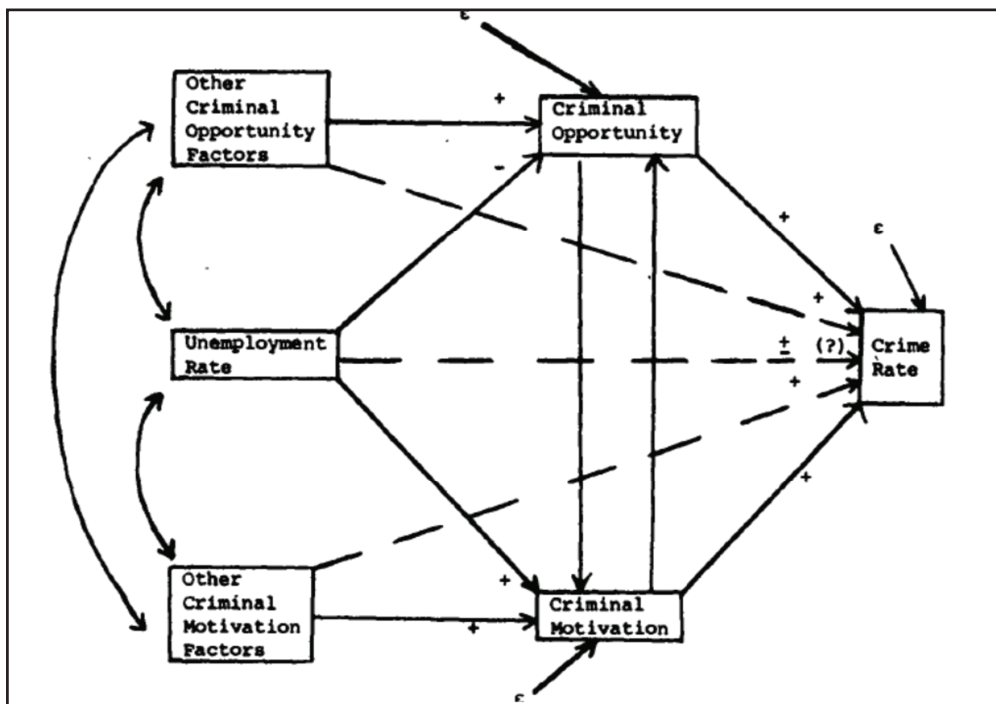 ε
Other
Criminal
Opportunity
Factors
+
Criminal
Opportunity
-
+
ε
+
Unemployment
Rate
± (?)
Crime
Rate
+
+
Other
Criminal
Motivation
Factors
+
+
Criminal
Motivation
ε